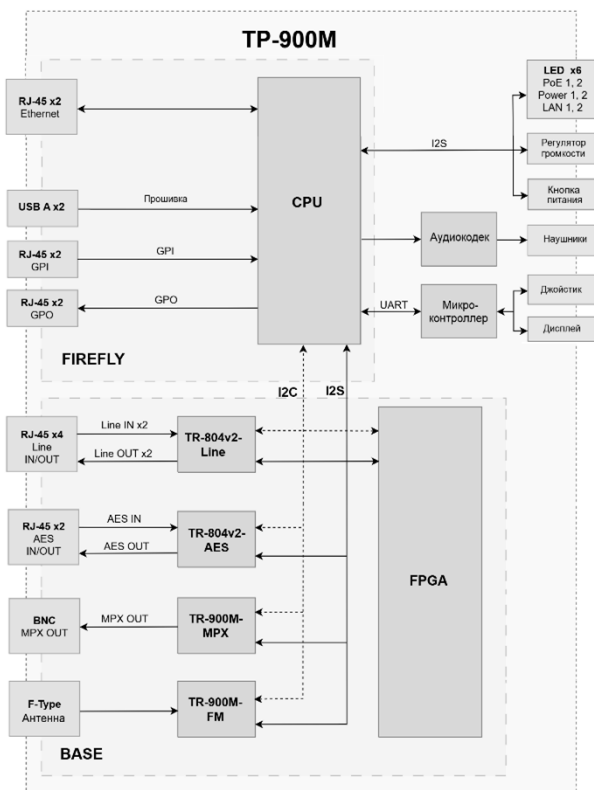 TP-900M
RJ-45 x2
Ethernet
USB A x2
Прошивка
RJ-45 x2
GPI
GPI
RJ-45 x2
GPO
GPO
FIREFLY
CPU
I2S
LED x6
PoE 1, 2
Power 1, 2
LAN 1, 2
Регулятор
громкости
Кнопка
питания
Аудиокодек
Наушники
UART
Микро-
контроллер
Джойстик
Дисплей
I2C
I2S
RJ-45 x4
Line
IN/OUT
Line IN x2
Line OUT x2
TR-804v2-
Line
RJ-45 x2
AES
IN/OUT
AES IN
AES OUT
TR-804v2-
AES
BNC
MPX OUT
MPX OUT
TR-900M-
MPX
F-Type
Антенна
TR-900M-
FM
FPGA
BASE